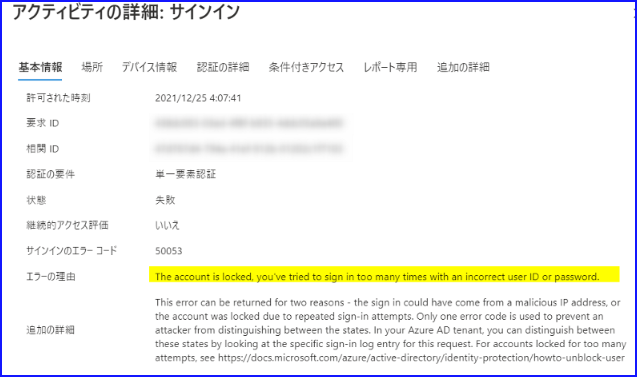 アクティビティの詳細: サインイン
基本情報 場所 デバイス情報 認証の詳細 条件付きアクセス レポート専用 追加の詳細
許可された時刻 2021/12/25 4:07:41
要求 ID
相関 ID
認証の要件 単一要素認証
状態 失敗
継続的アクセス評価 いいえ
サインインのエラー コード 50053
エラーの理由 The account is locked, you've tried to sign in too many times with an incorrect user ID or password.
This error can be returned for two reasons - the sign in could have come from a malicious IP address, or
the account was locked due to repeated sign-in attempts. Only one error code is used to prevent an
追加の詳細 attacker from distinguishing between the states. In your Azure AD tenant, you can distinguish between
these states by looking at the specific sign-in log entry for this request. For accounts locked for too many
attempts, see https://docs.microsoft.com/azure/active-directory/identity-protection/howto-unblock-user